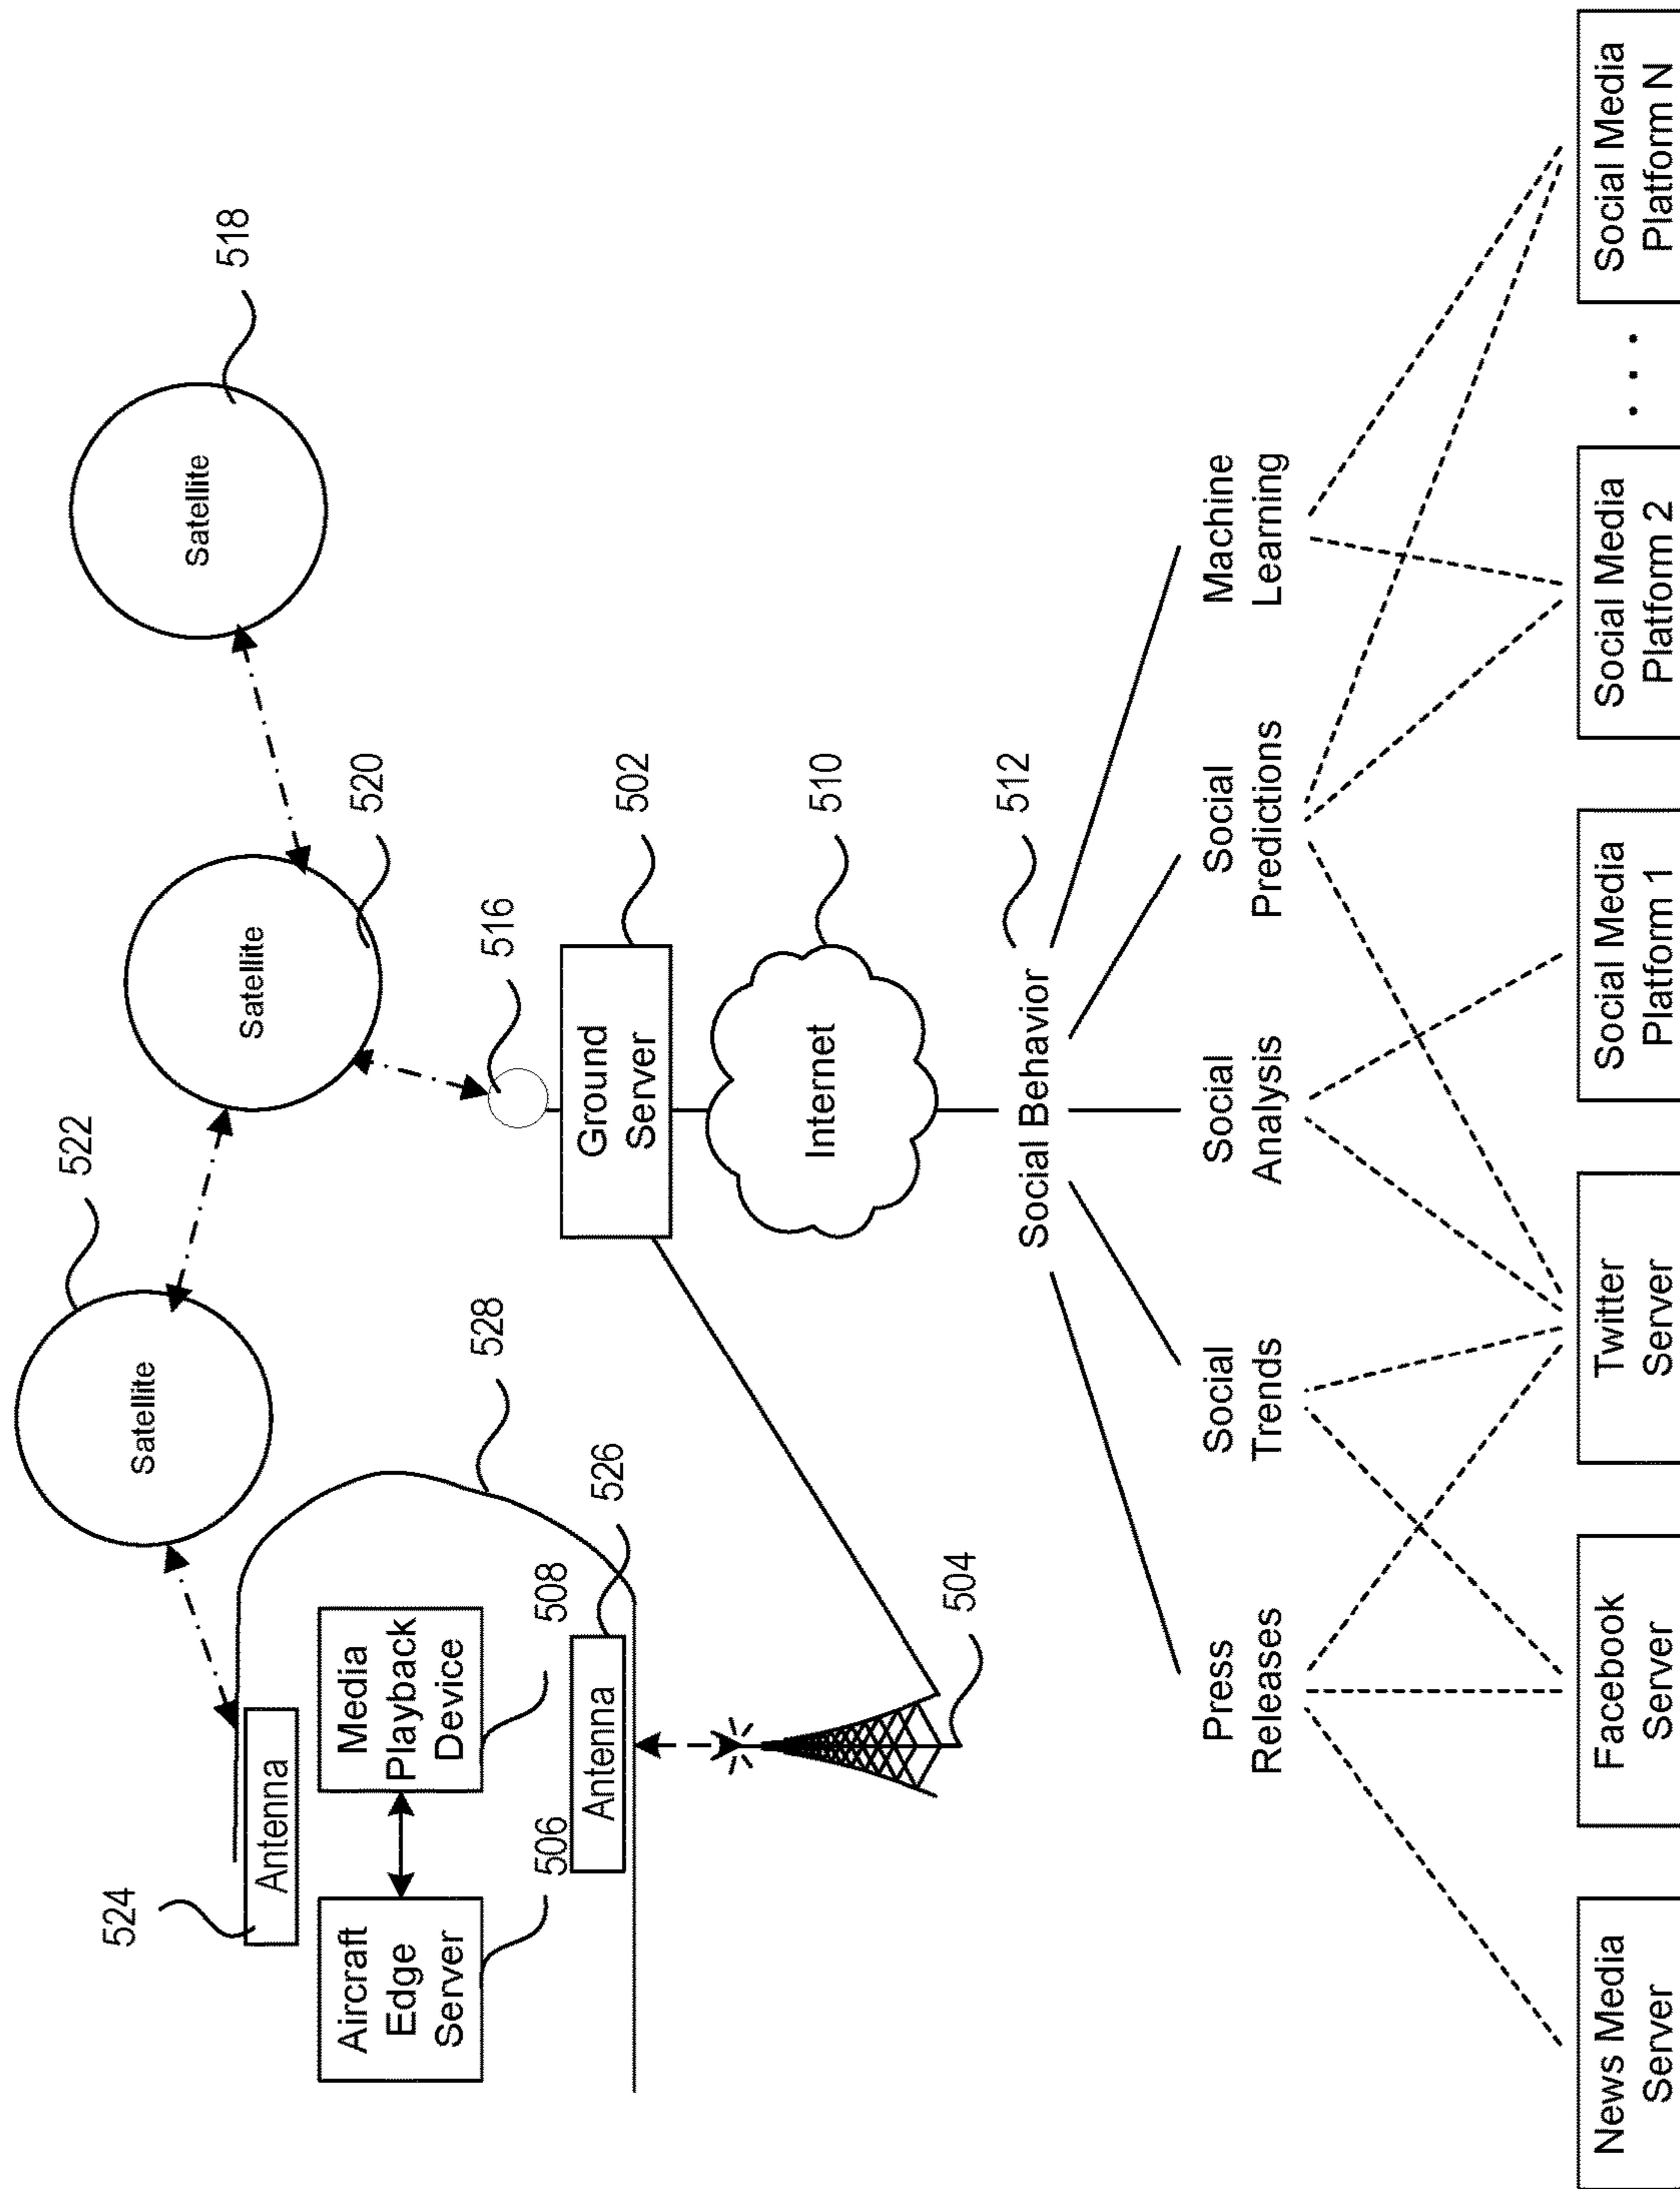 Satellite
518
Satellite
520
Satellite
522
524
Antenna
528
Aircraft
Edge
Server
506
Media
Playback
Device
508
Antenna
526
516
Ground
Server
502
504
Internet
510
Social Behavior
512
Press
Releases
Social
Trends
Social
Analysis
Social
Predictions
Machine
Learning
News Media
Server
Facebook
Server
Twitter
Server
Social Media
Platform 1
Social Media
Platform 2
. . .
Social Media
Platform N